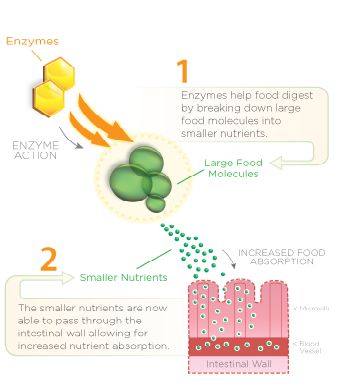 Enzymes
1
Enzymes help food digest
by breaking down large
food molecules into
smaller nutrients.
ENZYME
ACTION
Large Food
Molecules
INCREASED FOOD
ABSORPTION
2
Smaller Nutrients
The smaller nutrients are now
able to pass through the
intestinal wall allowing for
increased nutrient absorption.
Blood
Vessel
Intestinal Wall